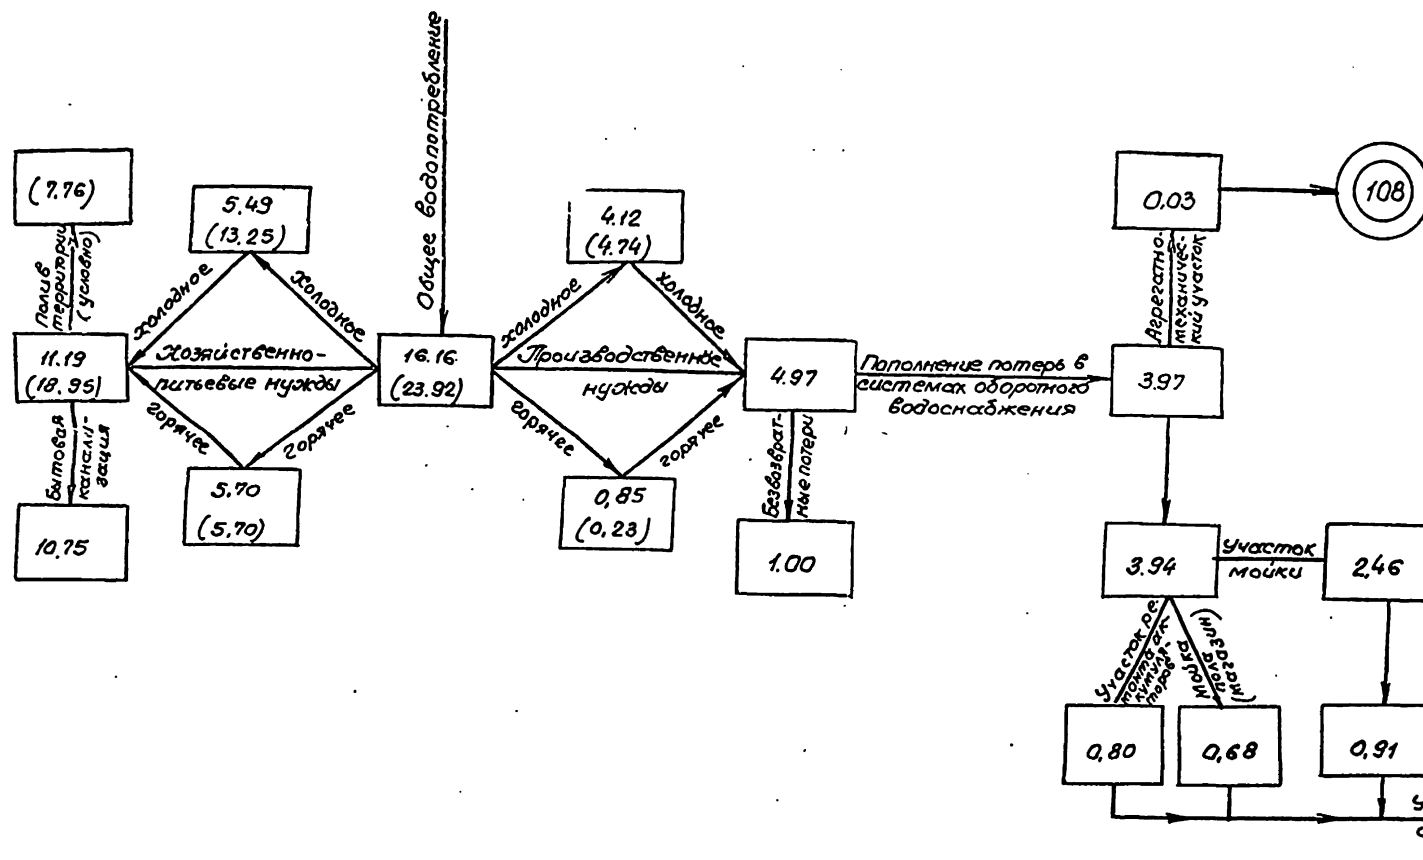 Общее водопотребление
(7.76)
Полив
территории
(условно)
5.49
(13.25)
холодное
холодное
11.19
(18.95)
Хозяйственно-
питьевые нужды
горячее
горячее
Бытовая
канали-
зация
10.75
5.70
(5.70)
16.16
(23.92)
4.12
(4.74)
холодное
холодное
Производственные
нужды
горячее
горячее
0,85
(0,23)
4.97
Безвозврат-
ные потери
1.00
Пополнение потерь в
системах оборотного
водоснабжения
3.97
Агрегатно-
механичес-
кий участок
0,03
108
3.94
Участок
мойки
2,46
Участок ре-
монта ак-
кумуля-
торов
Мойка
пола
(магазин)
0,80
0,68
0,91